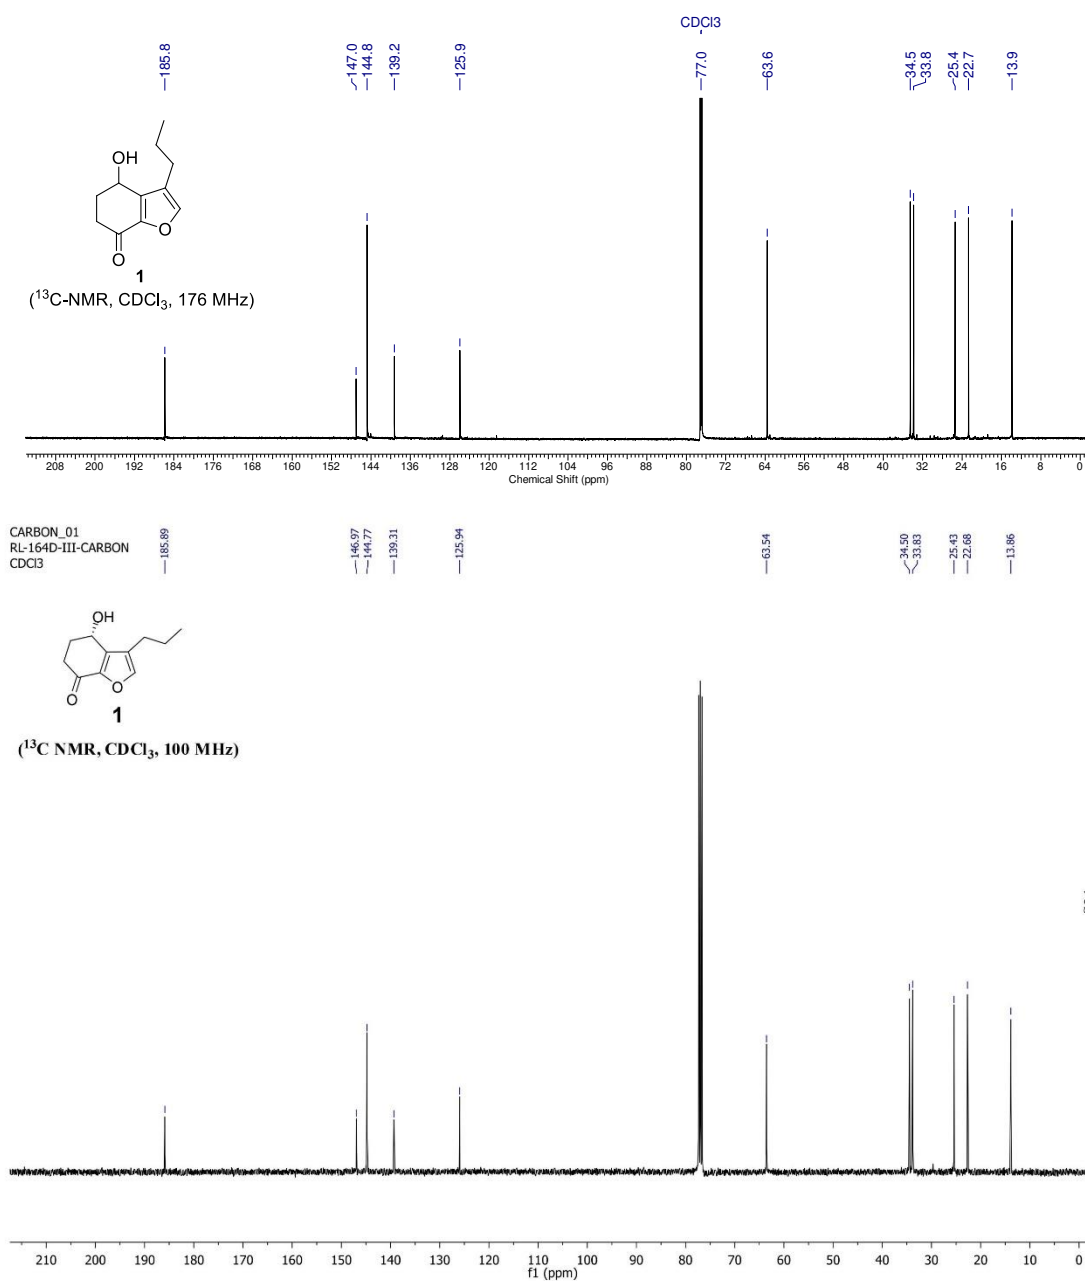 CDCl3
185.8
147.0
144.8
139.2
125.9
77.0
63.6
34.5
33.8
25.4
22.7
13.9
OH
O
O
1
(¹³C-NMR, CDCl₃, 176 MHz)
208 200 192 184 176 168 160 152 144 136 128 120 112 104 96 88 80 72 64 56 48 40 32 24 16 8 0
Chemical Shift (ppm)
CARBON_01
RL-164D-III-CARBON
CDCl3
185.89
146.97
144.77
139.31
125.94
63.54
34.50
33.83
25.43
22.68
13.86
OH
O
O
1
(¹³C NMR, CDCl₃, 100 MHz)
210 200 190 180 170 160 150 140 130 120 110 100 90 80 70 60 50 40 30 20 10 0
f1 (ppm)